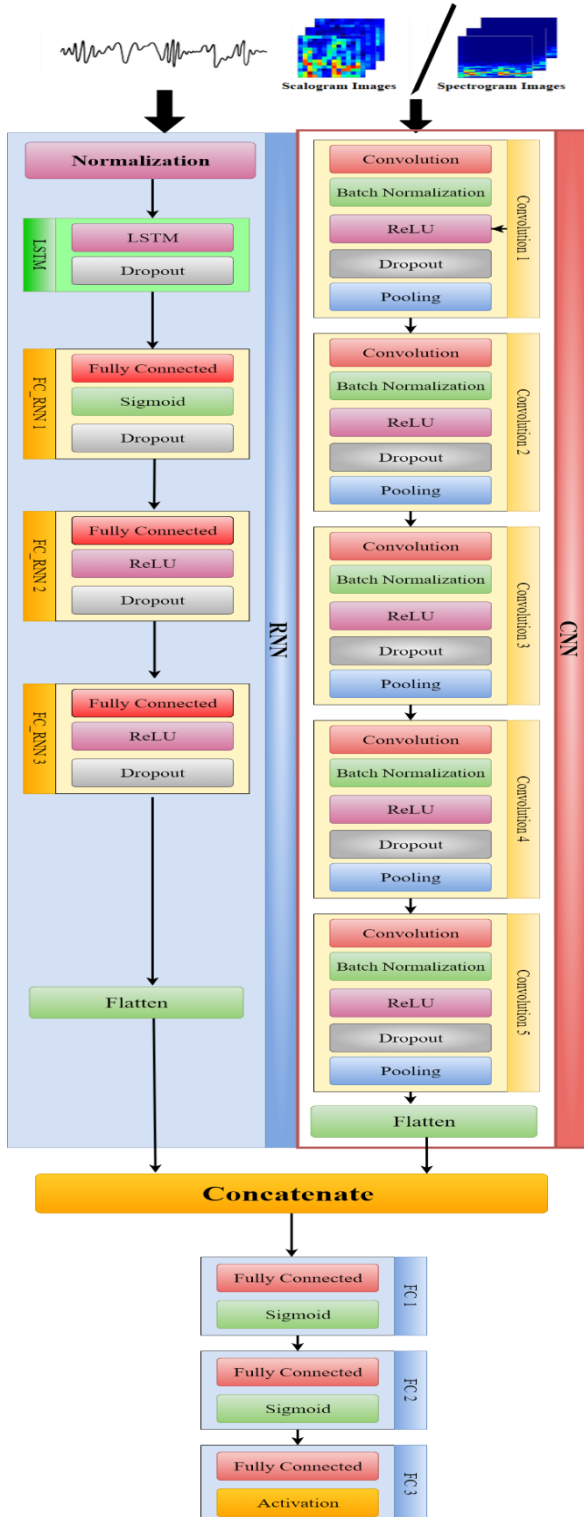 Scalogram Images
Spectrogram Images
RNN
Normalization
LSTM
LSTM
Dropout
FC_RNN 1
Fully Connected
Sigmoid
Dropout
FC_RNN 2
Fully Connected
ReLU
Dropout
FC_RNN 3
Fully Connected
ReLU
Dropout
Flatten
CNN
Convolution 1
Convolution
Batch Normalization
ReLU
Dropout
Pooling
Convolution 2
Convolution
Batch Normalization
ReLU
Dropout
Pooling
Convolution 3
Convolution
Batch Normalization
ReLU
Dropout
Pooling
Convolution 4
Convolution
Batch Normalization
ReLU
Dropout
Pooling
Convolution 5
Convolution
Batch Normalization
ReLU
Dropout
Pooling
Flatten
Concatenate
FC 1
Fully Connected
Sigmoid
FC 2
Fully Connected
Sigmoid
FC 3
Fully Connected
Activation